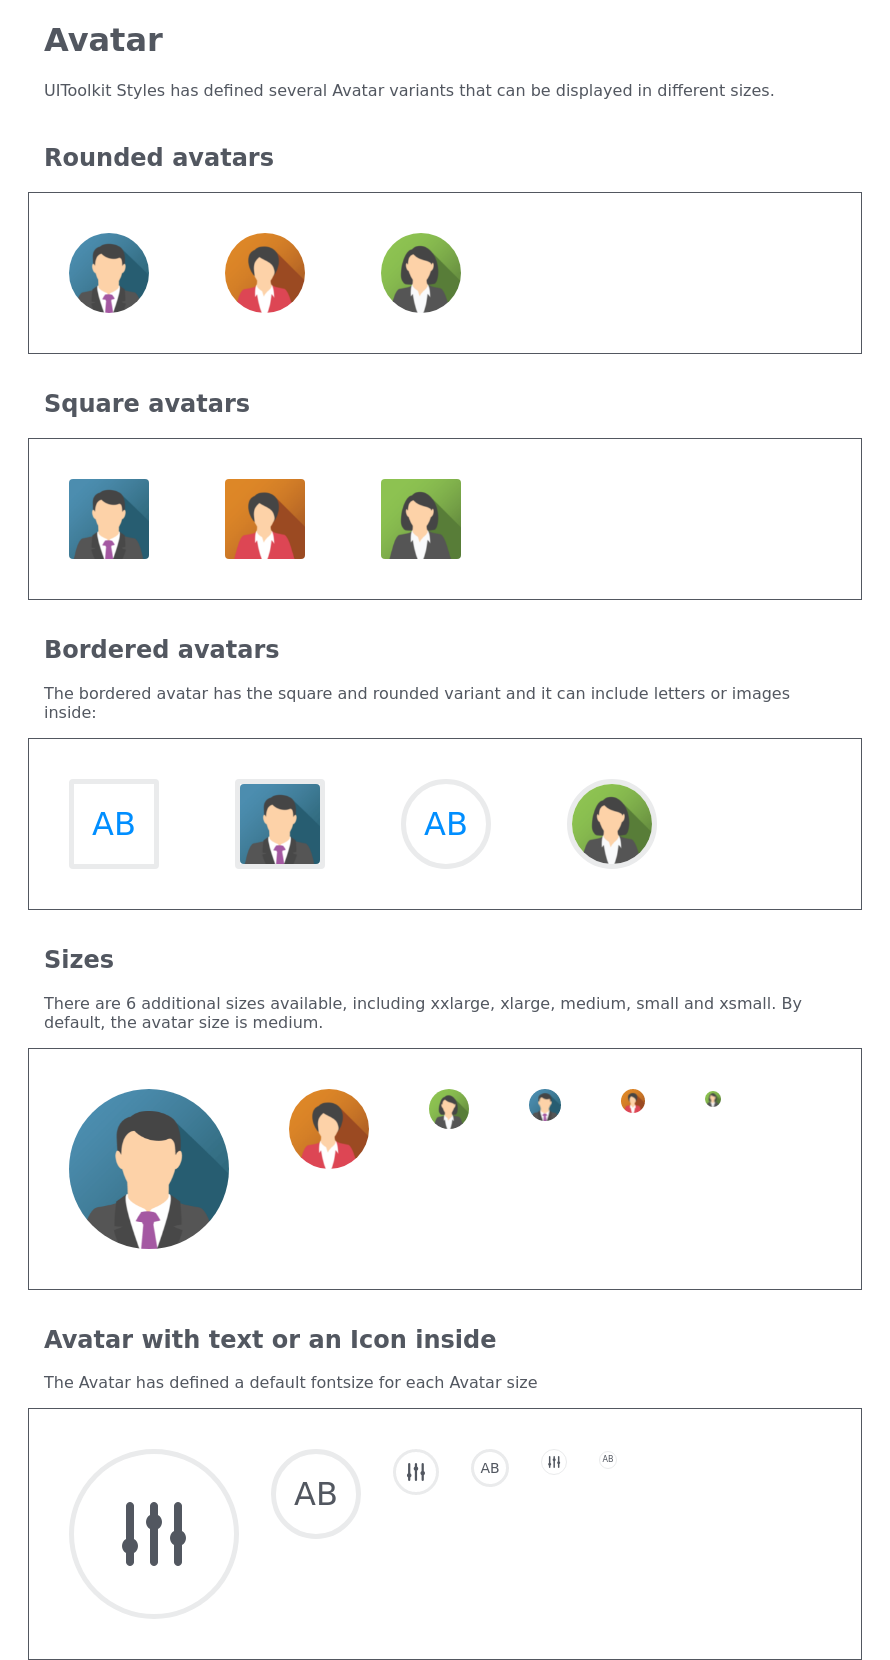 Avatar
UIToolkit Styles has defined several Avatar variants that can be displayed in different sizes.
Rounded avatars
Square avatars
Bordered avatars
The bordered avatar has the square and rounded variant and it can include letters or images
inside:
AB
AB
Sizes
There are 6 additional sizes available, including xxlarge, xlarge, medium, small and xsmall. By
default, the avatar size is medium.
Avatar with text or an Icon inside
The Avatar has defined a default fontsize for each Avatar size
AB
AB
AB